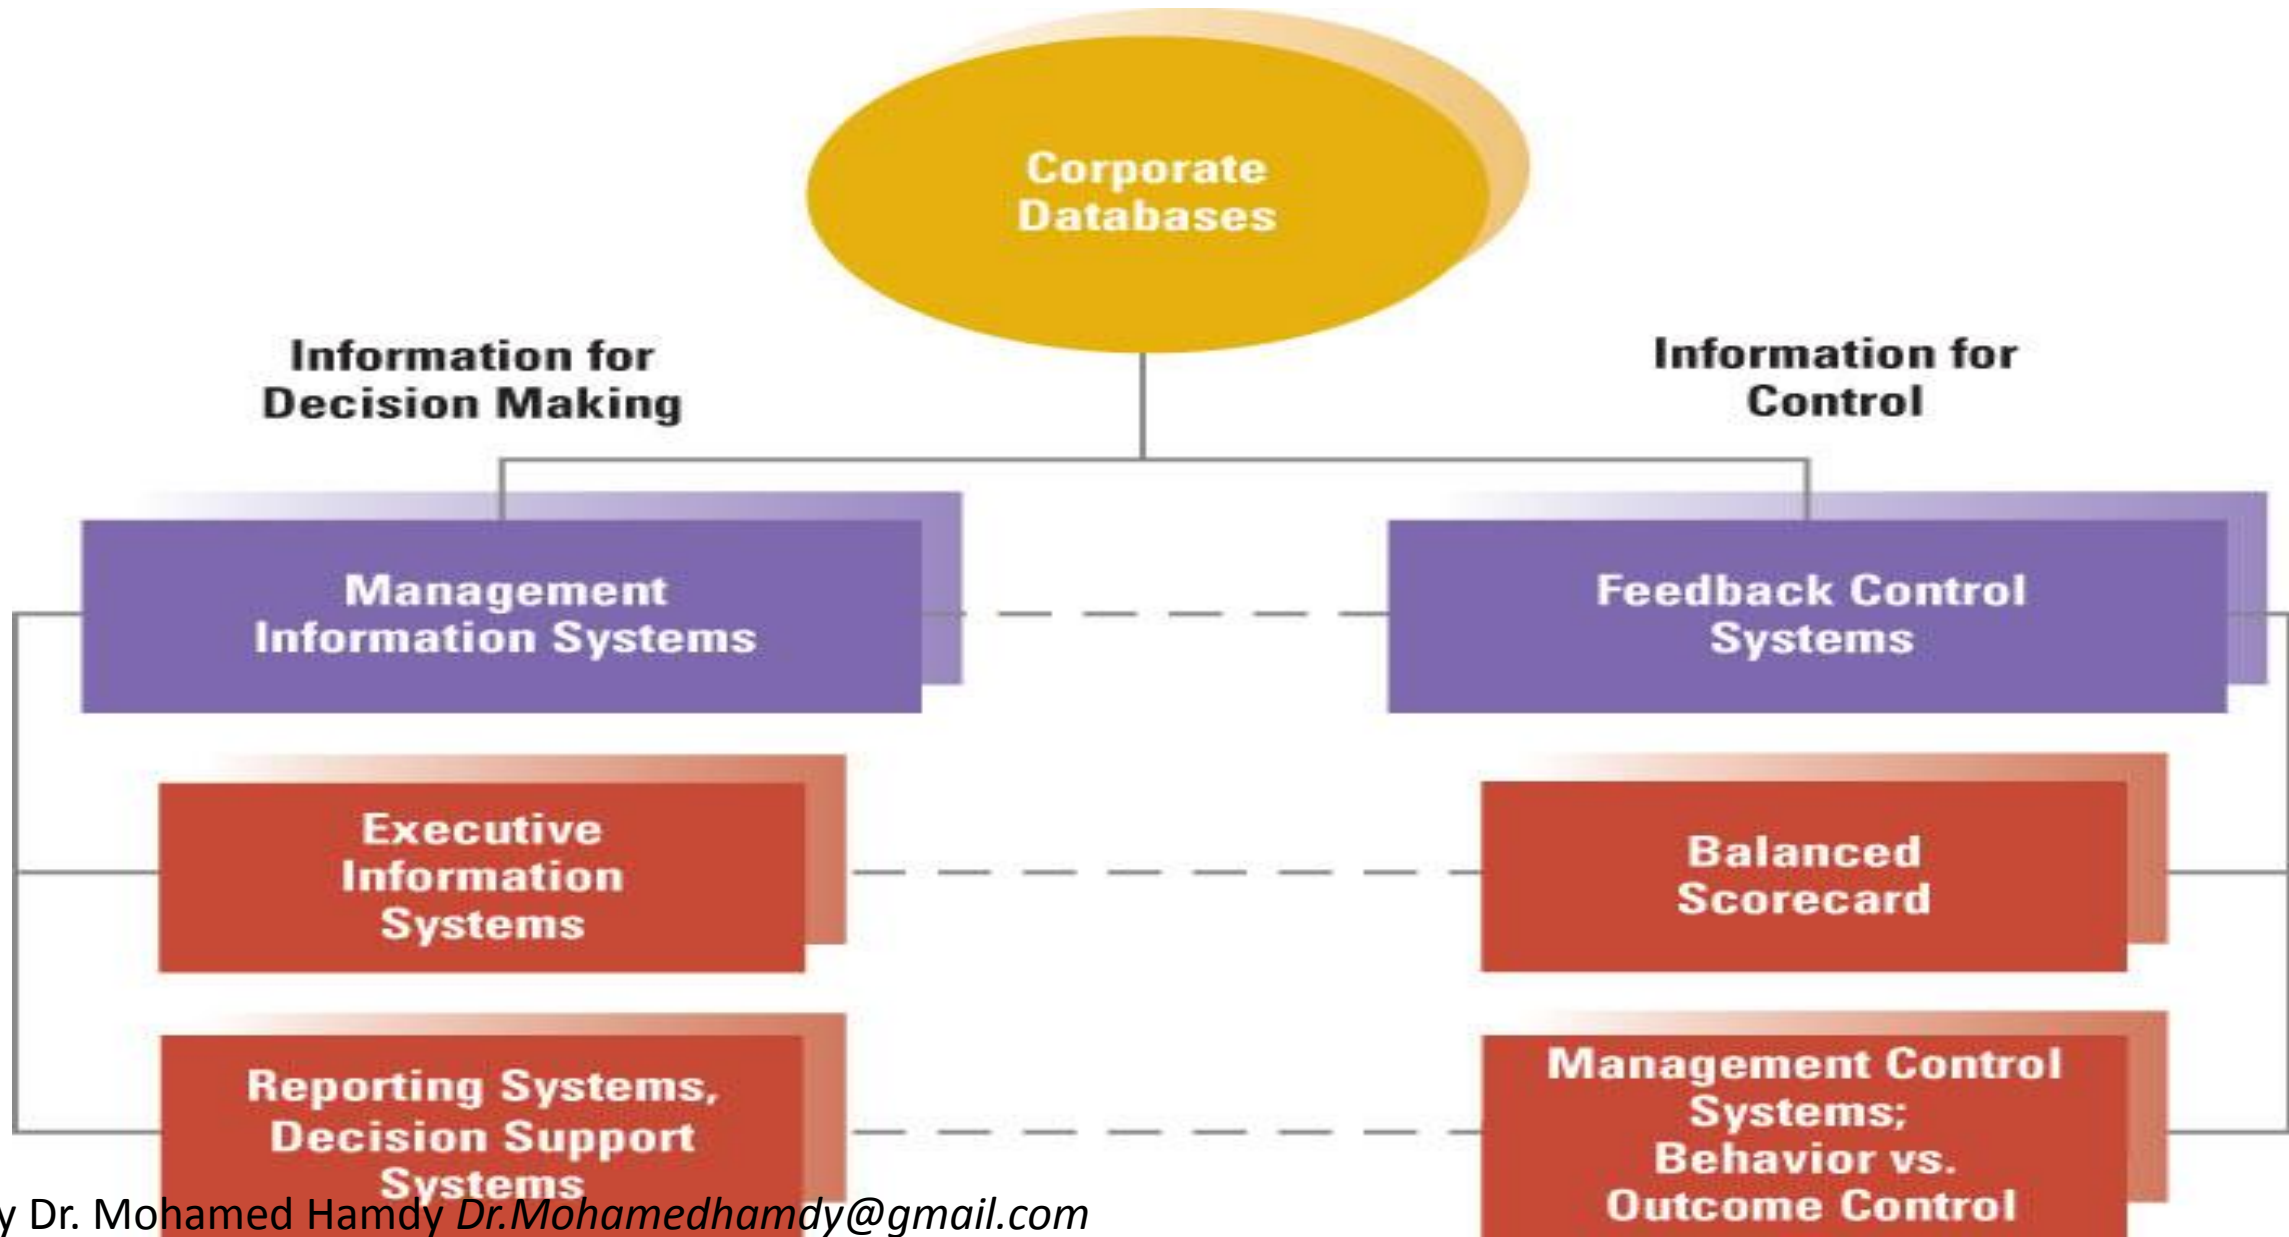 Corporate
Databases
Information for
Decision Making
Information for
Control
Management
Information Systems
Feedback Control
Systems
Executive
Information
Systems
Balanced
Scorecard
Reporting Systems,
Decision Support
Systems
Management Control
Systems;
Behavior vs.
Outcome Control
y Dr. Mohamed Hamdy Dr.Mohamedhamdy@gmail.com